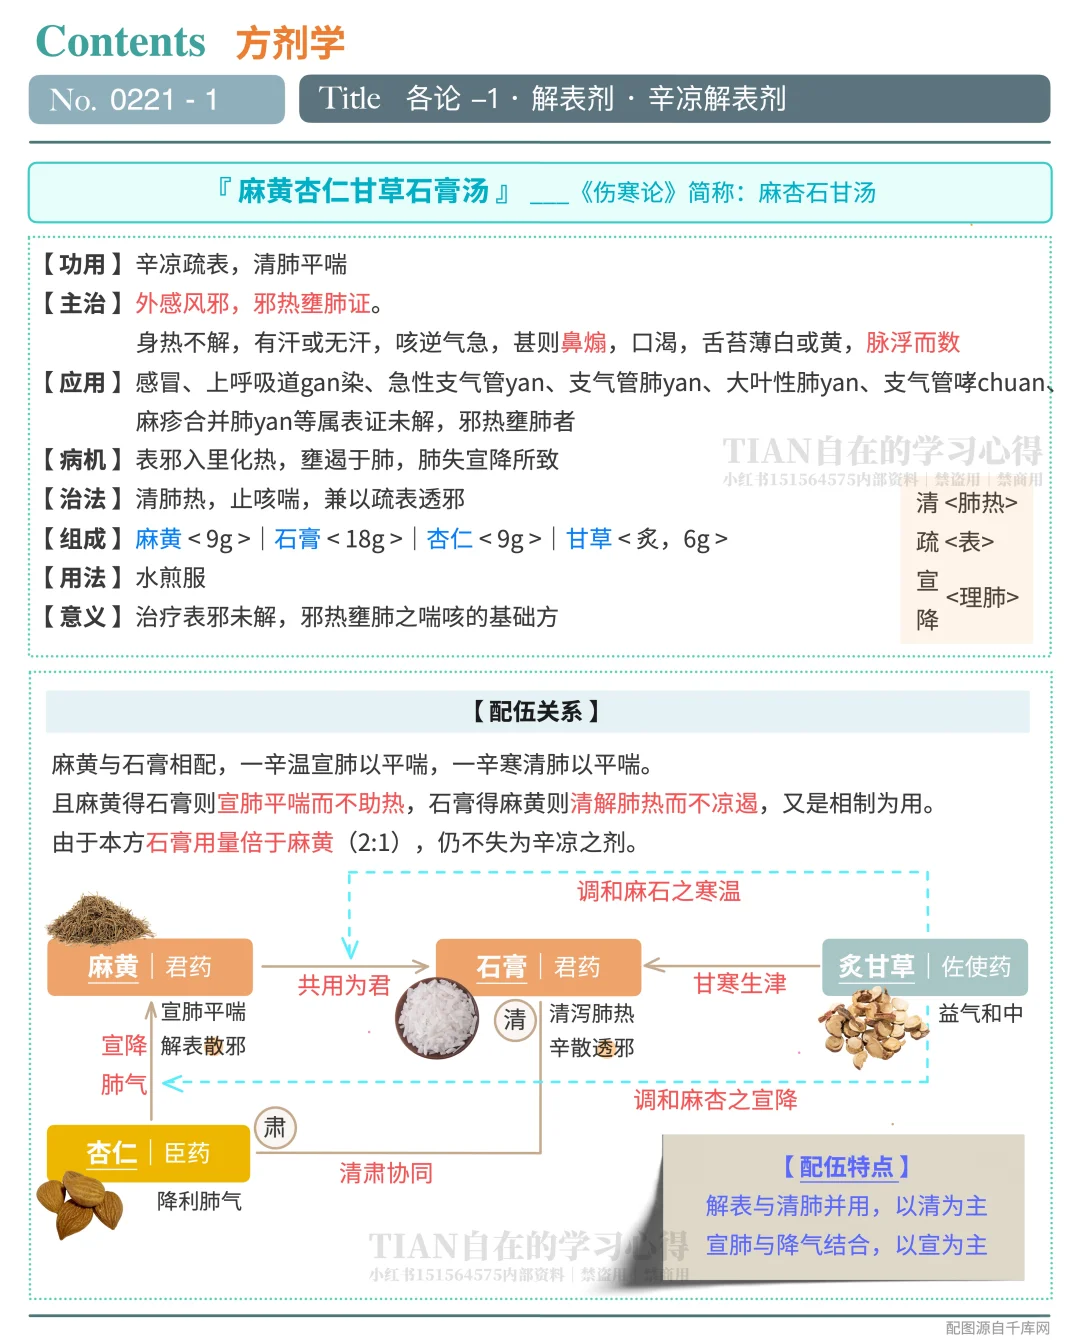 Contents 方剂学
No. 0221 - 1
Title 各论 –1 · 解表剂 · 辛凉解表剂
『 麻黄杏仁甘草石膏汤 』 ___《伤寒论》简称：麻杏石甘汤
【 功用 】 辛凉疏表，清肺平喘
【 主治 】 外感风邪，邪热壅肺证。
身热不解，有汗或无汗，咳逆气急，甚则鼻煽，口渴，舌苔薄白或黄，脉浮而数
【 应用 】 感冒、上呼吸道gan染、急性支气管yan、支气管肺yan、大叶性肺yan、支气管哮chuan、
麻疹合并肺yan等属表证未解，邪热壅肺者
【 病机 】 表邪入里化热，壅遏于肺，肺失宣降所致
【 治法 】 清肺热，止咳喘，兼以疏表透邪
【 组成 】 麻黄 < 9g >｜石膏 < 18g >｜杏仁 < 9g >｜甘草 < 炙，6g >
【 用法 】 水煎服
【 意义 】 治疗表邪未解，邪热壅肺之喘咳的基础方
TIAN自在的学习心得
小红书151564575内部资料｜禁盗用｜禁商用
清 <肺热>
疏 <表>
宣
降
<理肺>
【 配伍关系 】
麻黄与石膏相配，一辛温宣肺以平喘，一辛寒清肺以平喘。
且麻黄得石膏则宣肺平喘而不助热，石膏得麻黄则清解肺热而不凉遏，又是相制为用。
由于本方石膏用量倍于麻黄（2:1），仍不失为辛凉之剂。
调和麻石之寒温
麻黄｜君药
共用为君
石膏｜君药
甘寒生津
炙甘草｜佐使药
宣肺平喘
解表散邪
清
清泻肺热
辛散透邪
益气和中
宣降
肺气
调和麻杏之宣降
杏仁｜臣药
肃
清肃协同
降利肺气
【 配伍特点 】
解表与清肺并用，以清为主
宣肺与降气结合，以宣为主
TIAN自在的学习心得
小红书151564575内部资料｜禁盗用｜禁商用
配图源自千库网